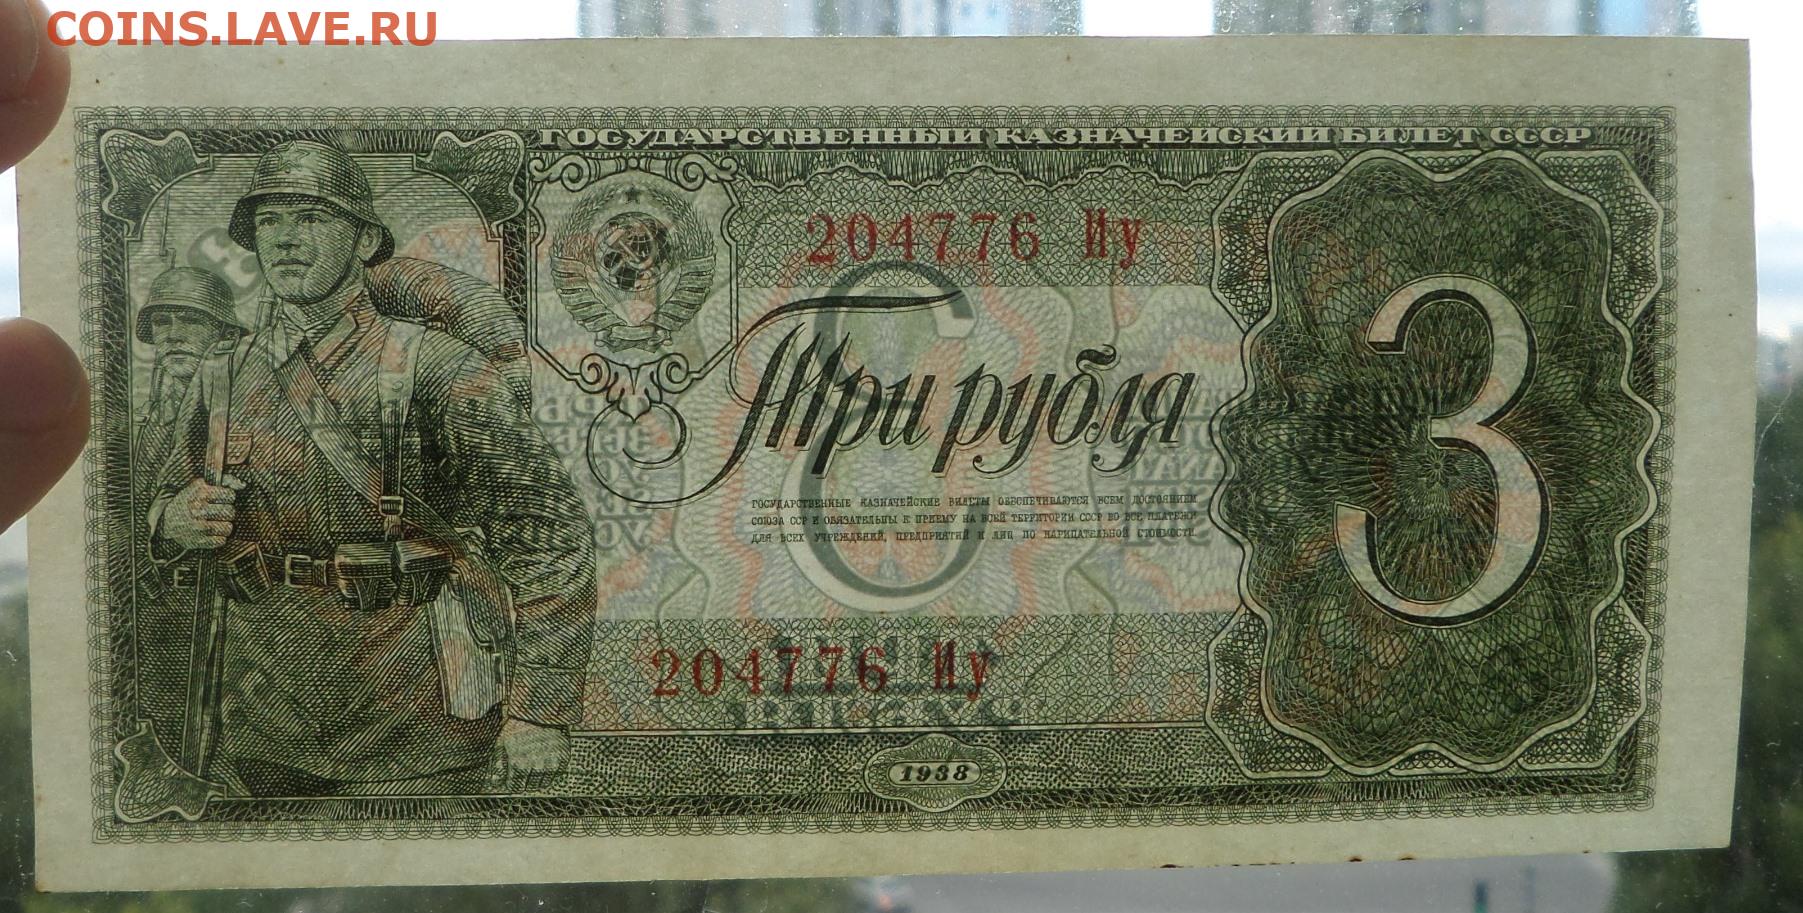 COINS.LAVE.RU
ГОСУДАРСТВЕННЫЙ КАЗНАЧЕЙСКИЙ БИЛЕТ СССР
204776 Иу
Три рубля
3
ГОСУДАРСТВЕННЫЕ КАЗНАЧЕЙСКИЕ БИЛЕТЫ ОБЕСПЕЧИВАЮТСЯ ВСЕМ ДОСТОЯНИЕМ
СОЮЗА ССР И ОБЯЗАТЕЛЬНЫ К ПРИЕМУ НА ВСЕЙ ТЕРРИТОРИИ СССР ВО ВСЕ ПЛАТЕЖИ
ДЛЯ ВСЕХ УЧРЕЖДЕНИЙ, ПРЕДПРИЯТИЙ И ЛИЦ ПО НАРИЦАТЕЛЬНОЙ СТОИМОСТИ.
204776 Иу
1938